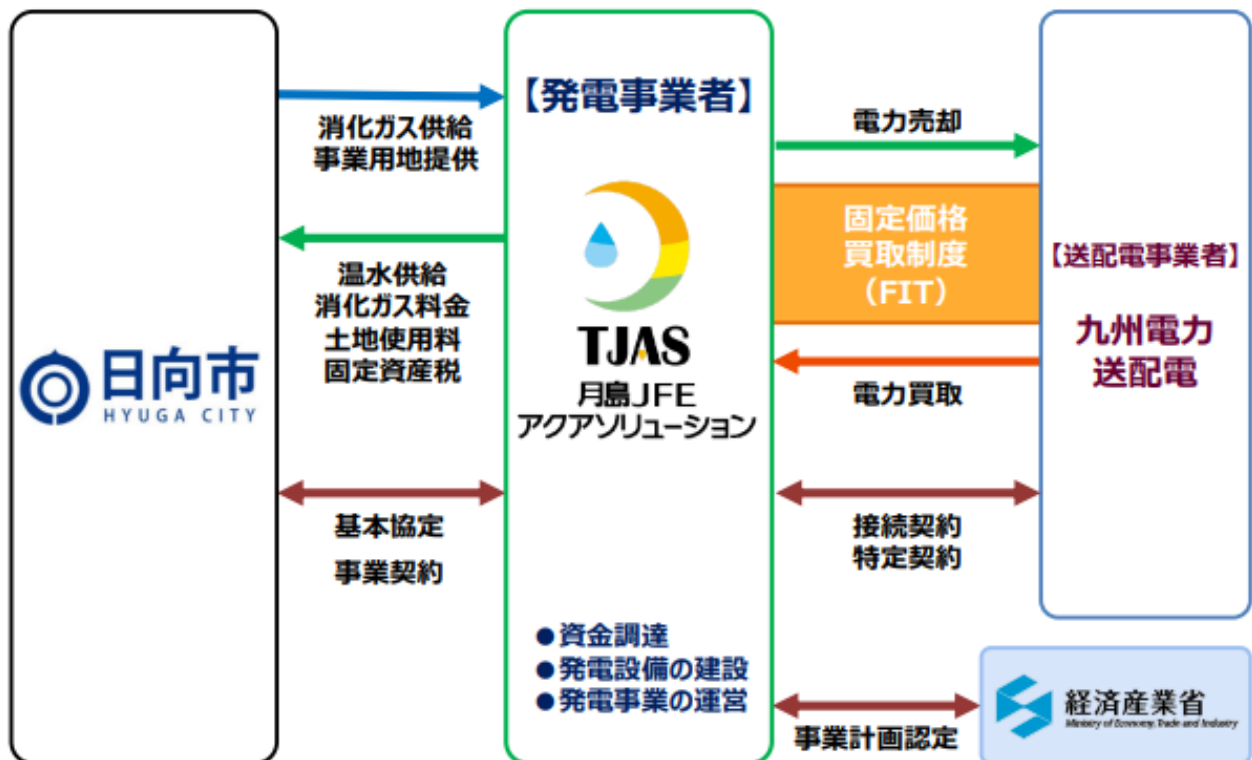 日向市
HYUGA CITY
消化ガス供給
事業用地提供
温水供給
消化ガス料金
土地使用料
固定資産税
基本協定
事業契約
【発電事業者】
TJAS
月島JFE
アクアソリューション
●資金調達
●発電設備の建設
●発電事業の運営
電力売却
固定価格
買取制度
（FIT）
電力買取
接続契約
特定契約
事業計画認定
【送配電事業者】
九州電力
送配電
経済産業省
Ministry of Economy, Trade and Industry